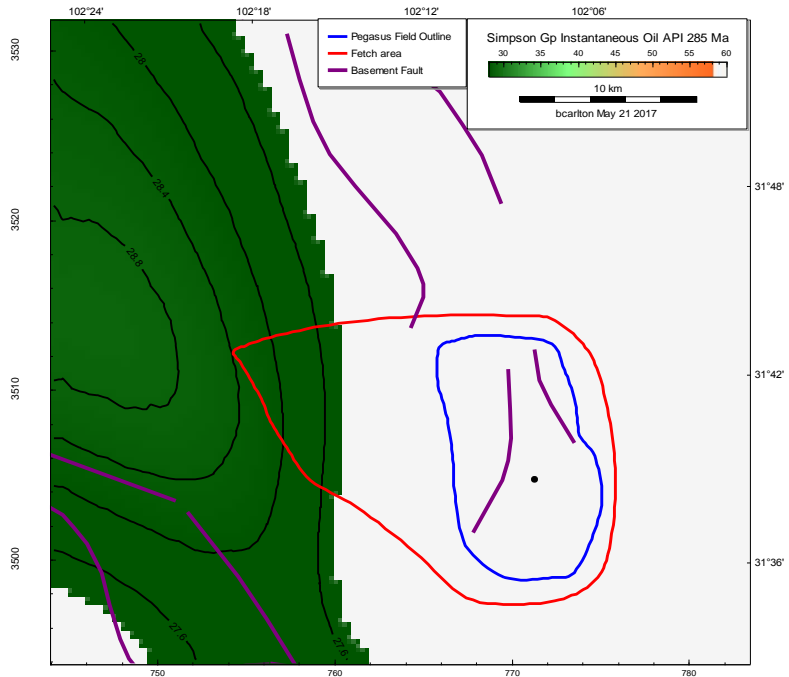 102°24'
102°18'
102°12'
102°06'
Pegasus Field Outline
Fetch area
Basement Fault
Simpson Gp Instantaneous Oil API 285 Ma
30 35 40 45 50 55 60
10 km
bcarlton May 21 2017
3530
3520
3510
3500
31°48'
31°42'
31°36'
28
28.4
28.8
27.6
27.6
750
760
770
780